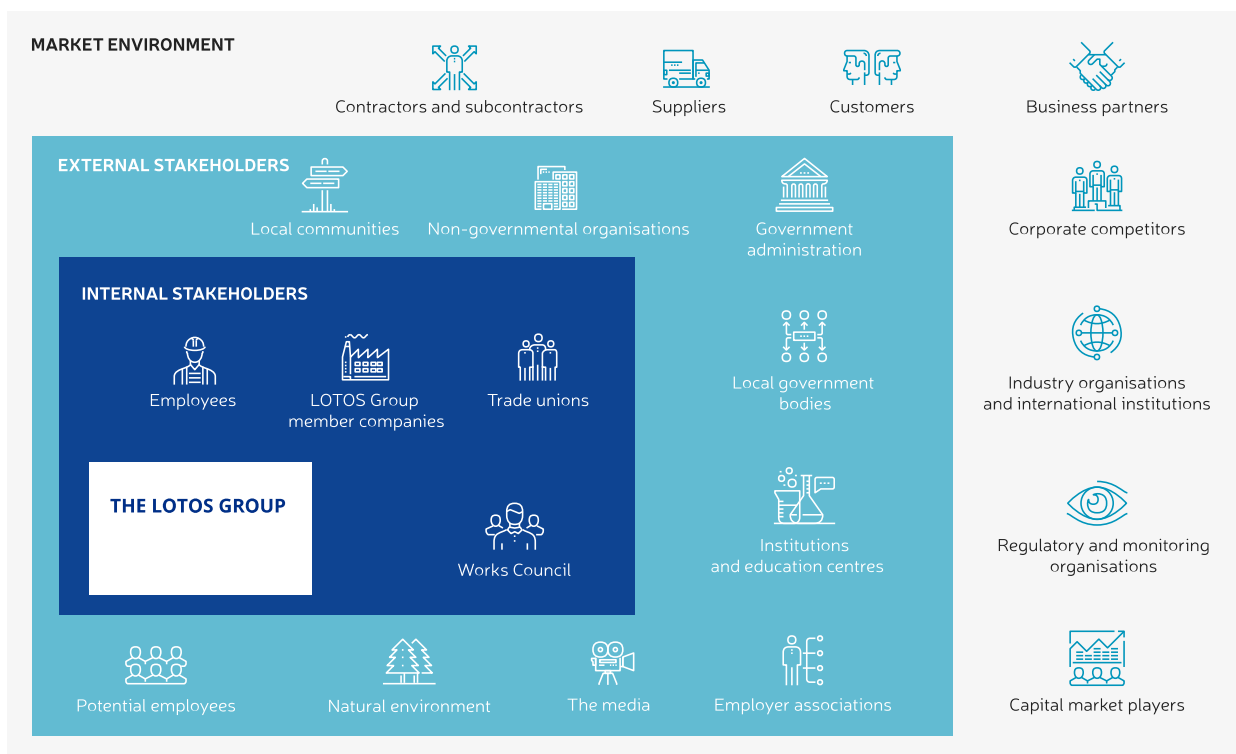 MARKET ENVIRONMENT
Contractors and subcontractors
Suppliers
Customers
Business partners
EXTERNAL STAKEHOLDERS
Local communities
Non-governmental organisations
Government
administration
Corporate competitors
INTERNAL STAKEHOLDERS
Employees
LOTOS Group
member companies
Trade unions
Local government
bodies
Industry organisations
and international institutions
THE LOTOS GROUP
Works Council
Institutions
and education centres
Regulatory and monitoring
organisations
Potential employees
Natural environment
The media
Employer associations
Capital market players